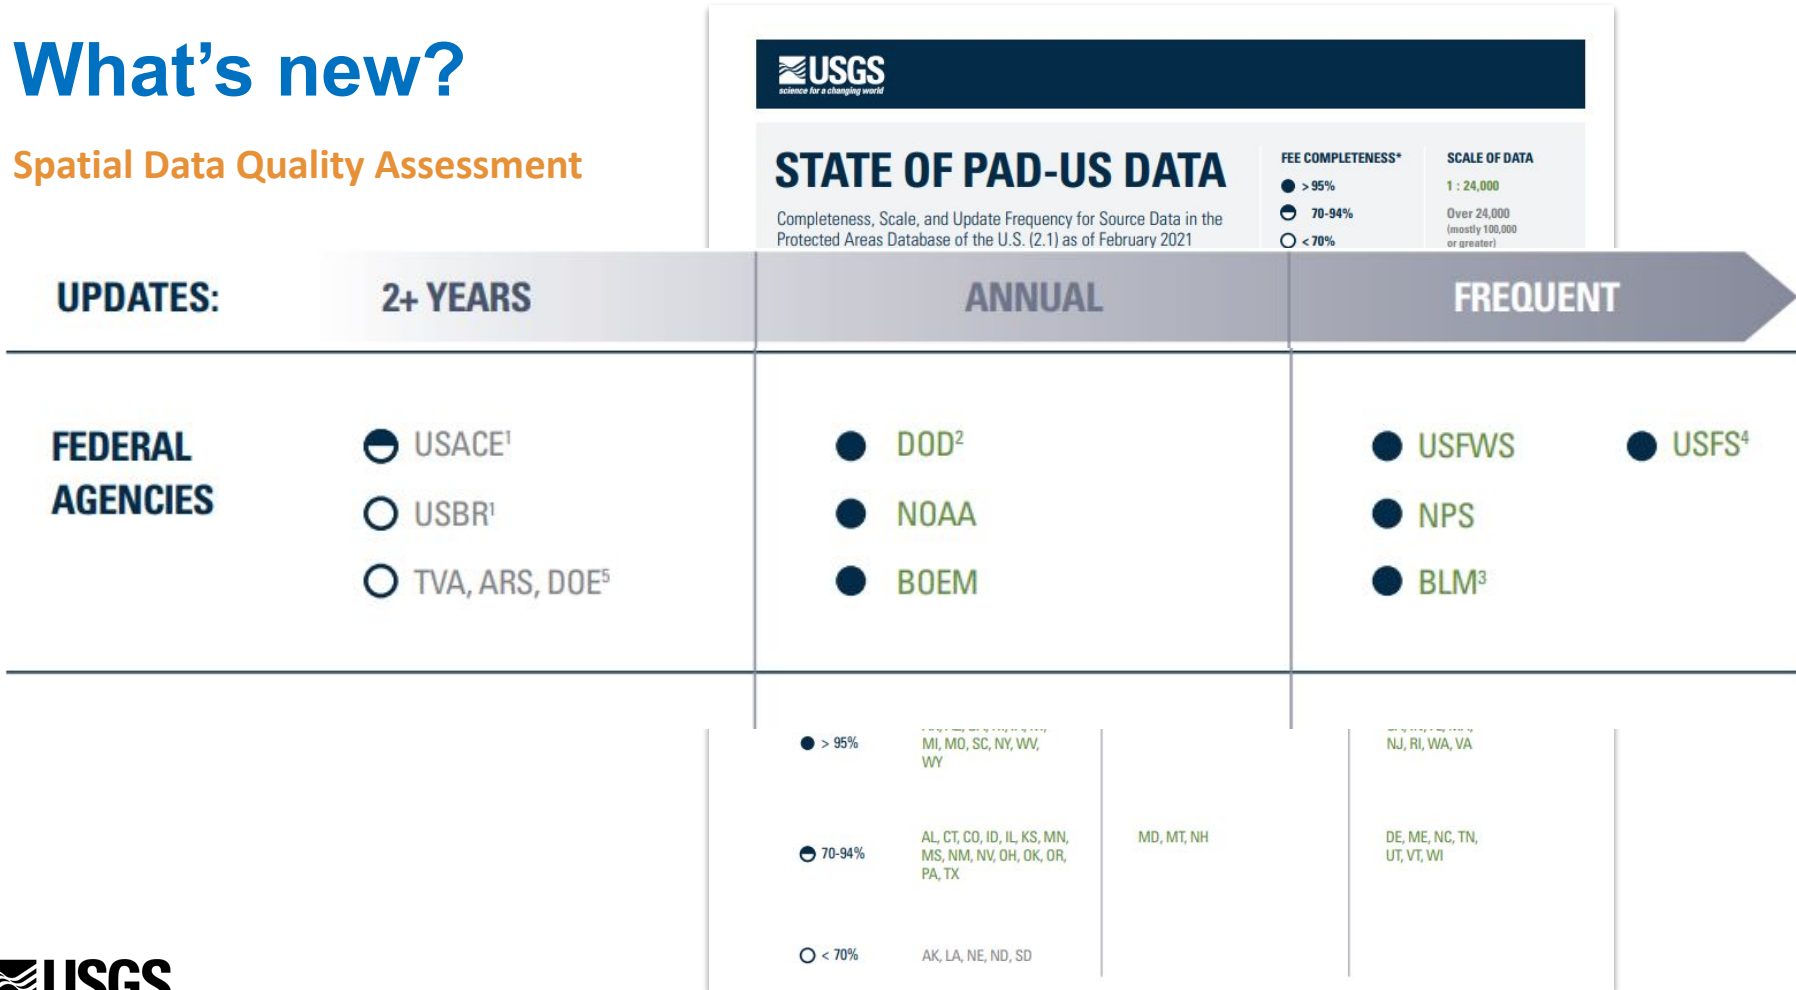 What's new?
Spatial Data Quality Assessment
USGS
science for a changing world
STATE OF PAD-US DATA
Completeness, Scale, and Update Frequency for Source Data in the
Protected Areas Database of the U.S. (2.1) as of February 2021
FEE COMPLETENESS*
> 95%
70-94%
< 70%
SCALE OF DATA
1 : 24,000
Over 24,000
(mostly 100,000
or greater)
UPDATES: 2+ YEARS ANNUAL FREQUENT
FEDERAL
AGENCIES
USACE¹
USBR¹
TVA, ARS, DOE⁵
DOD²
NOAA
BOEM
USFWS
NPS
BLM³
USFS⁴
> 95%
MI, MO, SC, NY, WV,
WY
NJ, RI, WA, VA
70-94%
AL, CT, CO, ID, IL, KS, MN,
MS, NM, NV, OH, OK, OR,
PA, TX
MD, MT, NH
DE, ME, NC, TN,
UT, VT, WI
< 70%
AK, LA, NE, ND, SD
USGS